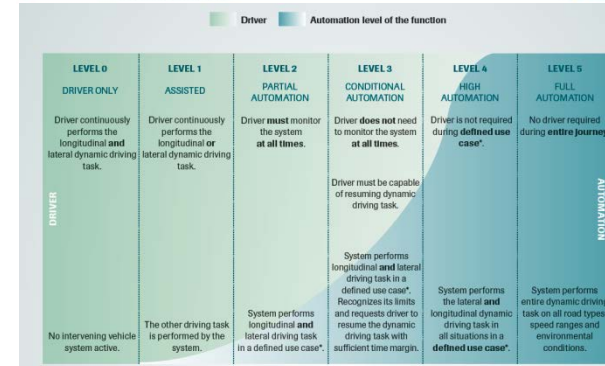 Driver
Automation level of the function
LEVEL 0
DRIVER ONLY
Driver continuously
performs the
longitudinal and
lateral dynamic driving
task.
No intervening vehicle
system active.
LEVEL 1
ASSISTED
Driver continuously
performs the
longitudinal or
lateral dynamic driving
task.
The other driving task
is performed by the
system.
LEVEL 2
PARTIAL
AUTOMATION
Driver must monitor
the system
at all times.
System performs
longitudinal and
lateral driving task
in a defined use case*.
LEVEL 3
CONDITIONAL
AUTOMATION
Driver does not need
to monitor the system
at all times.
Driver must be capable
of resuming dynamic
driving task.
System performs
longitudinal and lateral
driving task in a
defined use case*.
Recognizes its limits
and requests driver to
resume the dynamic
driving task with
sufficient time margin.
LEVEL 4
HIGH
AUTOMATION
Driver is not required
during defined use
case*.
System performs
the lateral and
longitudinal dynamic
driving task in
all situations in a
defined use case*.
LEVEL 5
FULL
AUTOMATION
No driver required
during entire journey
System performs
entire dynamic driving
task on all road types
speed ranges and
environmental
conditions.
DRIVER
AUTOMATION